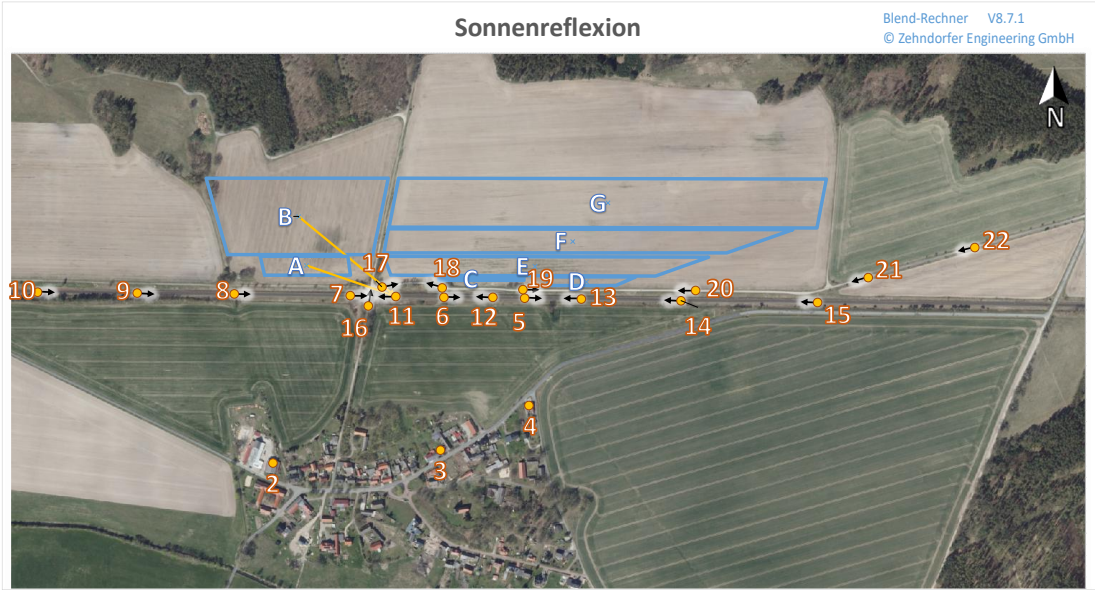 Sonnenreflexion
Blend-Rechner V8.7.1
© Zehndorfer Engineering GmbH
N
G
B
F
22
A
17
18
C
E
19
D
21
20
10
9
8
7
11
6
12
5
13
14
15
16
4
3
2